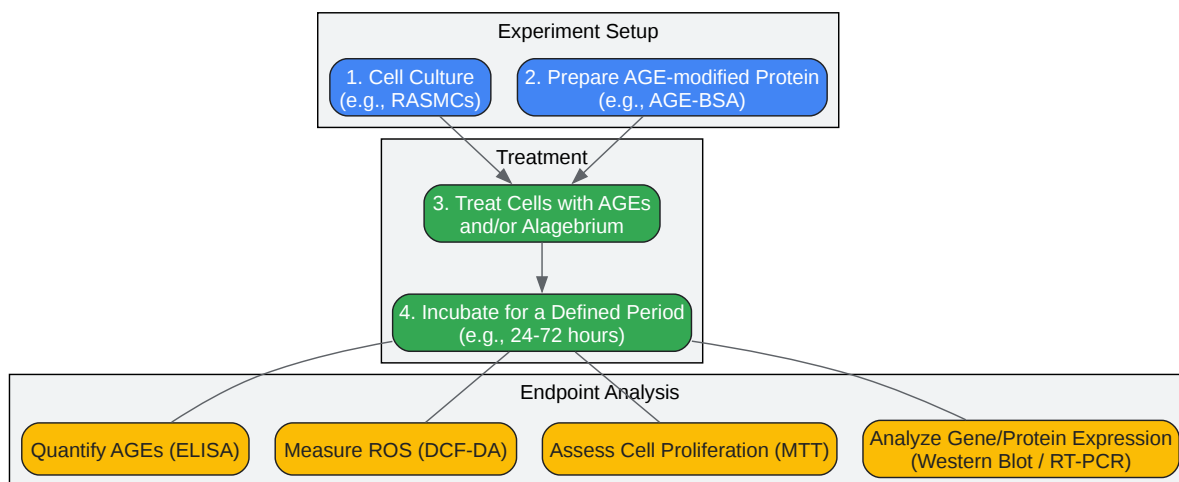 Experiment Setup
1. Cell Culture
(e.g., RASMCs)
2. Prepare AGE-modified Protein
(e.g., AGE-BSA)
Treatment
3. Treat Cells with AGEs
and/or Alagebrium
4. Incubate for a Defined Period
(e.g., 24-72 hours)
Endpoint Analysis
Quantify AGEs (ELISA)
Measure ROS (DCF-DA)
Assess Cell Proliferation (MTT)
Analyze Gene/Protein Expression
(Western Blot / RT-PCR)